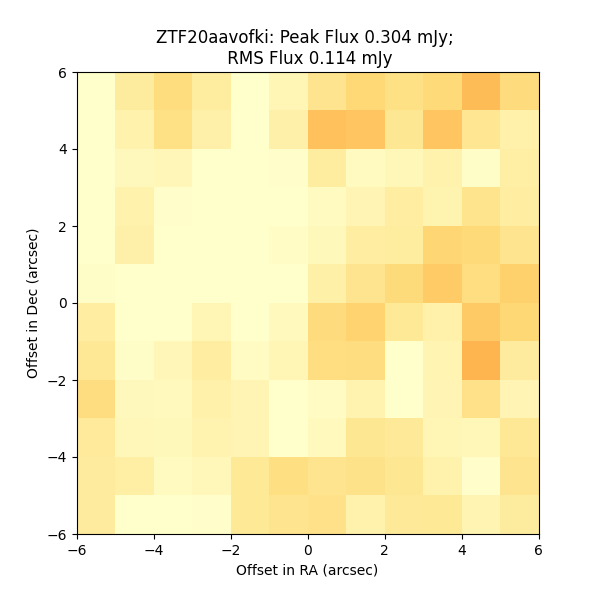 ZTF20aavofki: Peak Flux 0.304 mJy;
RMS Flux 0.114 mJy
6
4
2
0
−2
−4
−6
Offset in Dec (arcsec)
−6 −4 −2 0 2 4 6
Offset in RA (arcsec)